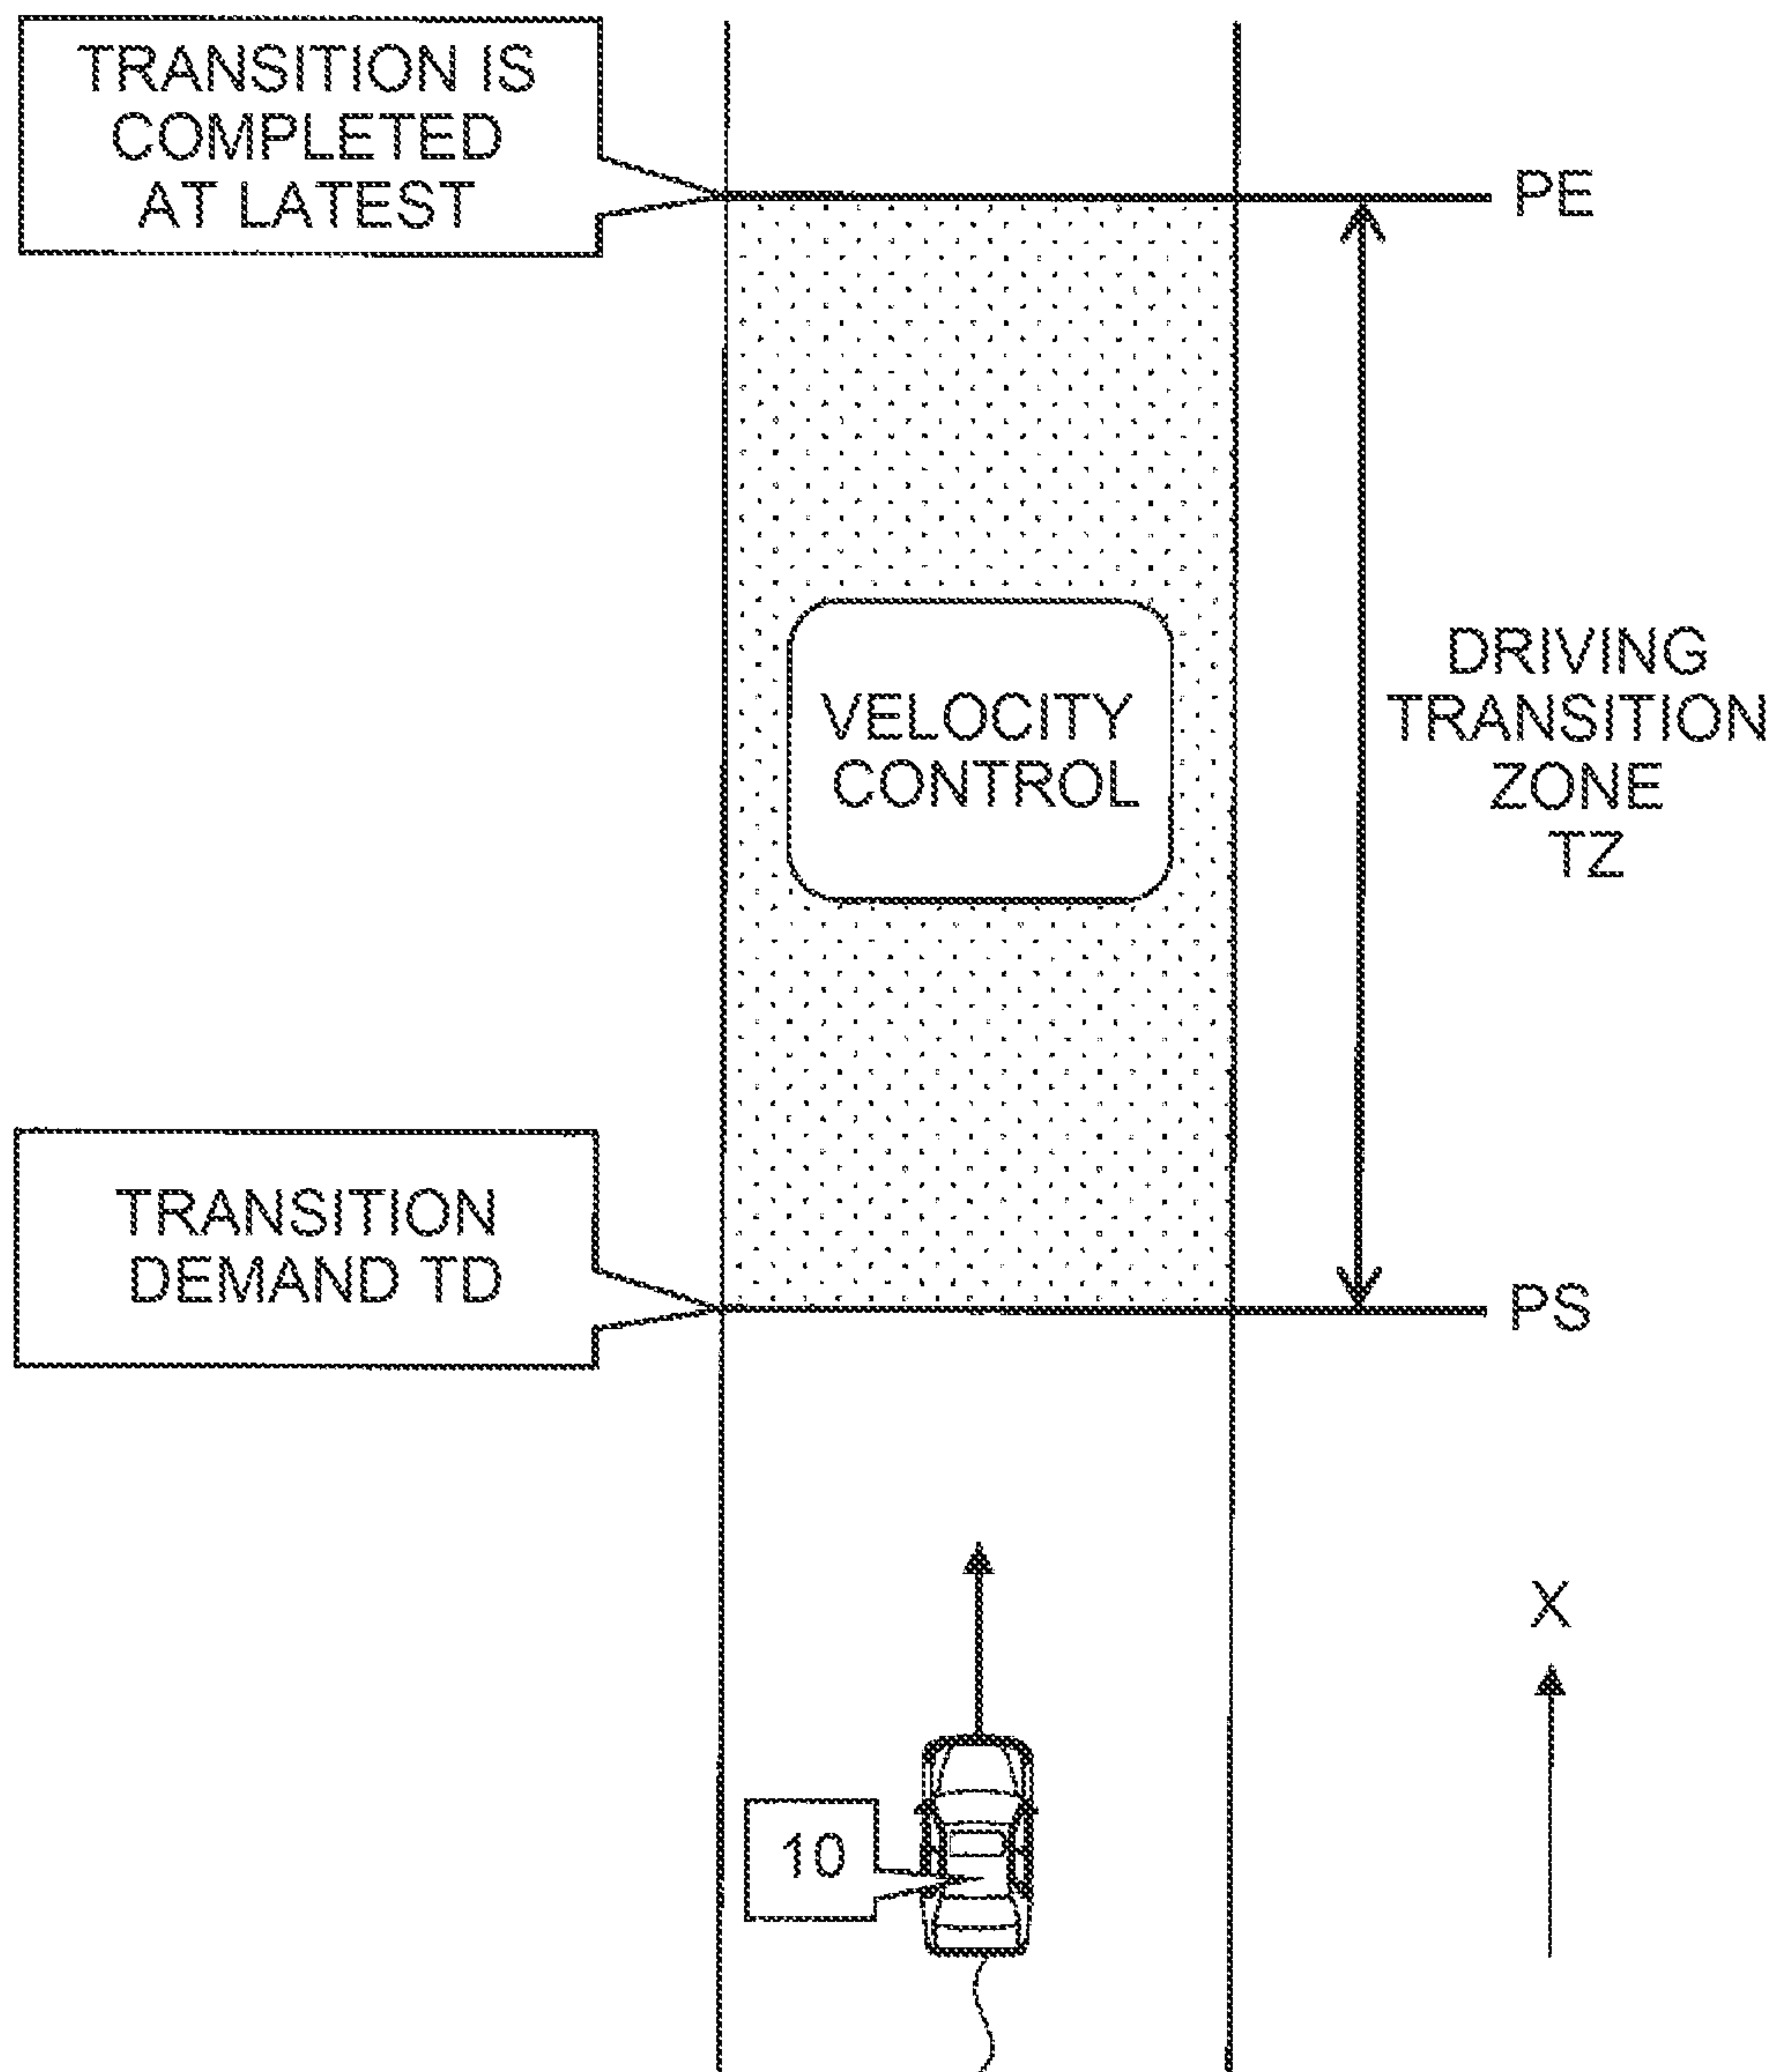 TRANSITION IS
COMPLETED
AT LATEST
PE
VELOCITY
CONTROL
DRIVING
TRANSITION
ZONE
TZ
TRANSITION
DEMAND TD
PS
X
10